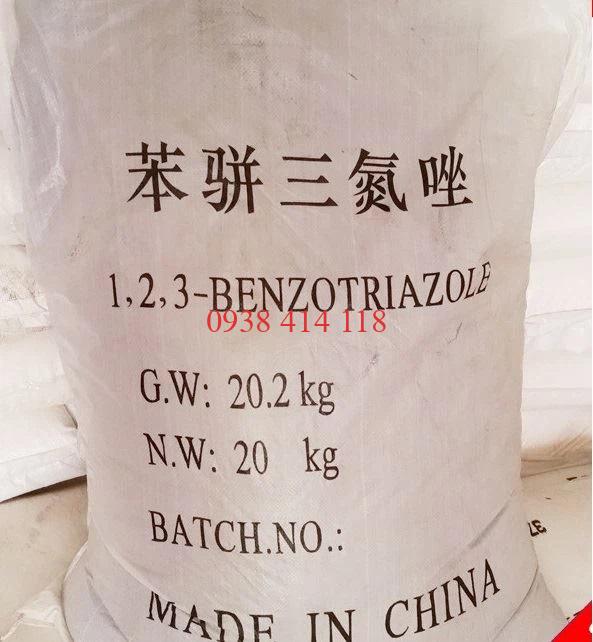 苯骈三氮唑
1,2,3-BENZOTRIAZOLE
0938 414 118
G.W: 20.2 kg
N.W: 20 kg
BATCH.NO.:
MADE IN CHINA